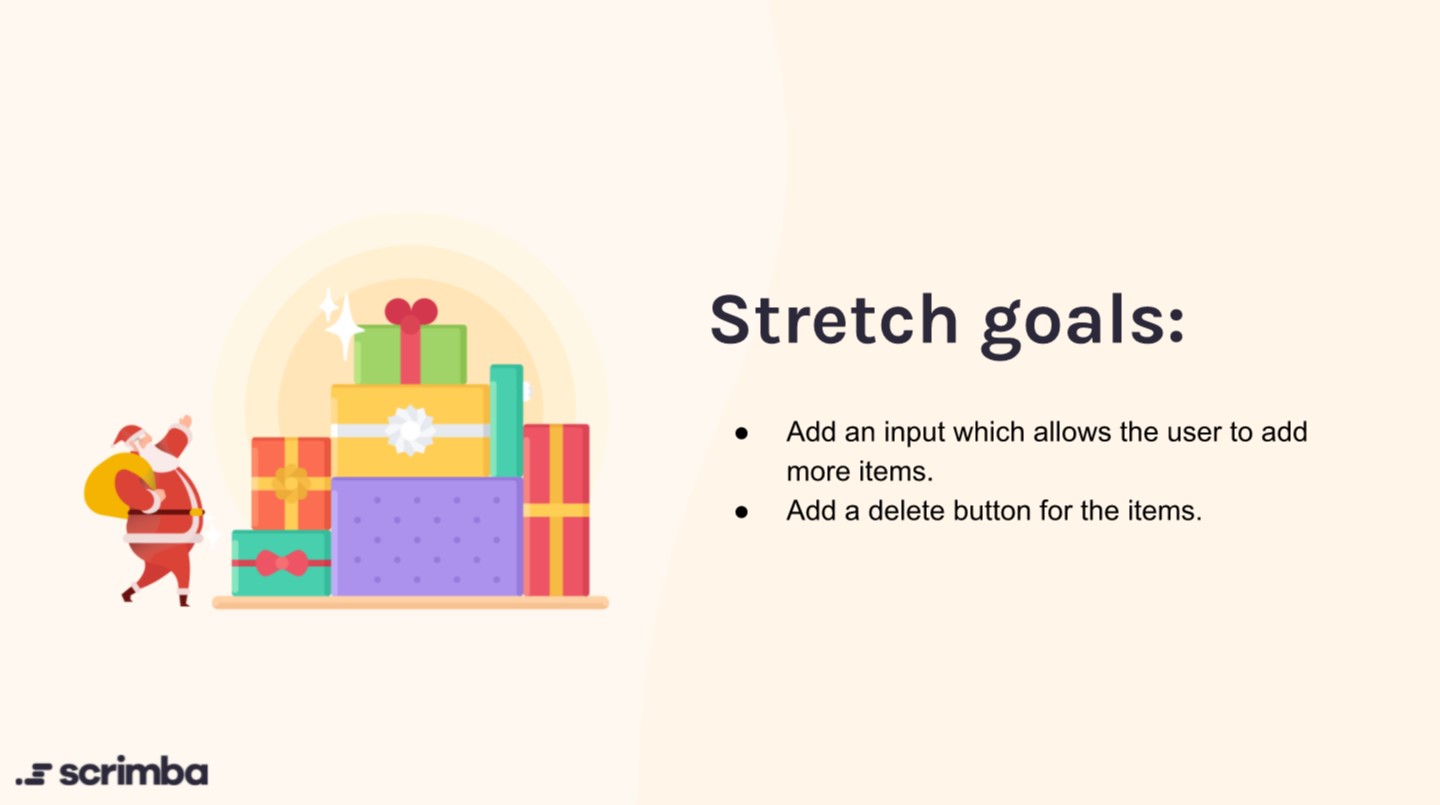 Stretch goals:
● Add an input which allows the user to add
more items.
● Add a delete button for the items.
scrimba